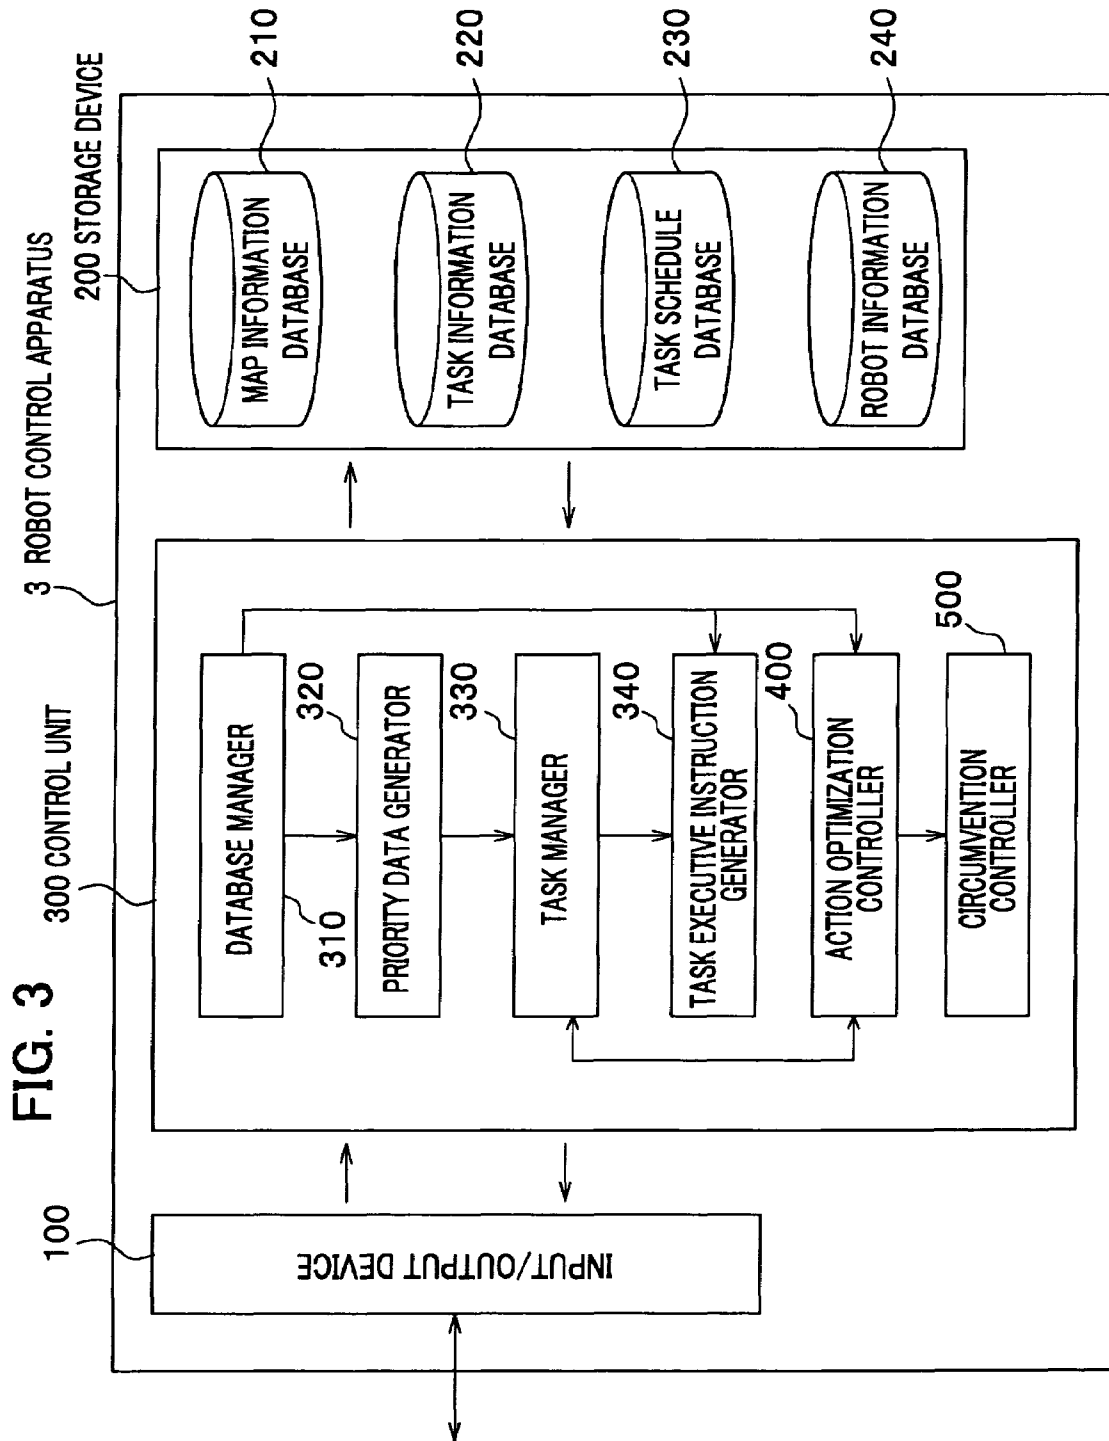 FIG. 3
3 ROBOT CONTROL APPARATUS
100
INPUT/OUTPUT DEVICE
300 CONTROL UNIT
DATABASE MANAGER
310
320
PRIORITY DATA GENERATOR
330
TASK MANAGER
340
TASK EXECUTIVE INSTRUCTION
GENERATOR
400
ACTION OPTIMIZATION
CONTROLLER
500
CIRCUMVENTION
CONTROLLER
200 STORAGE DEVICE
MAP INFORMATION
DATABASE
210
TASK INFORMATION
DATABASE
220
TASK SCHEDULE
DATABASE
230
ROBOT INFORMATION
DATABASE
240